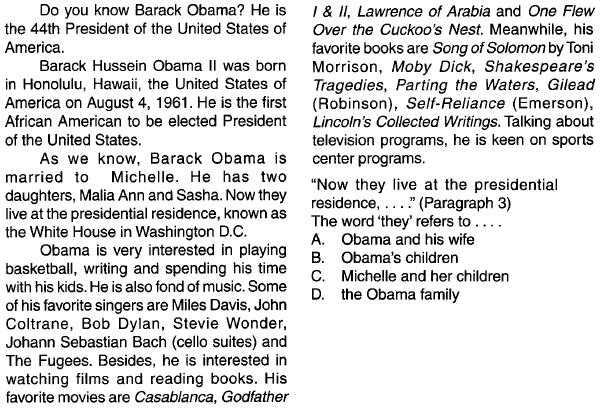 Do you know Barack Obama? He is
the 44th President of the United States of
America.
Barack Hussein Obama II was born
in Honolulu, Hawaii, the United States of
America on August 4, 1961. He is the first
African American to be elected President
of the United States.
As we know, Barack Obama is
married to Michelle. He has two
daughters, Malia Ann and Sasha. Now they
live at the presidential residence, known as
the White House in Washington D.C.
Obama is very interested in playing
basketball, writing and spending his time
with his kids. He is also fond of music. Some
of his favorite singers are Miles Davis, John
Coltrane, Bob Dylan, Stevie Wonder,
Johann Sebastian Bach (cello suites) and
The Fugees. Besides, he is interested in
watching films and reading books. His
favorite movies are Casablanca, Godfather
I & II, Lawrence of Arabia and One Flew
Over the Cuckoo's Nest. Meanwhile, his
favorite books are Song of Solomon by Toni
Morrison, Moby Dick, Shakespeare's
Tragedies, Parting the Waters, Gilead
(Robinson), Self-Reliance (Emerson),
Lincoln's Collected Writings. Talking about
television programs, he is keen on sports
center programs.
“Now they live at the presidential
residence, . . . .” (Paragraph 3)
The word ‘they’ refers to . . . .
A. Obama and his wife
B. Obama's children
C. Michelle and her children
D. the Obama family